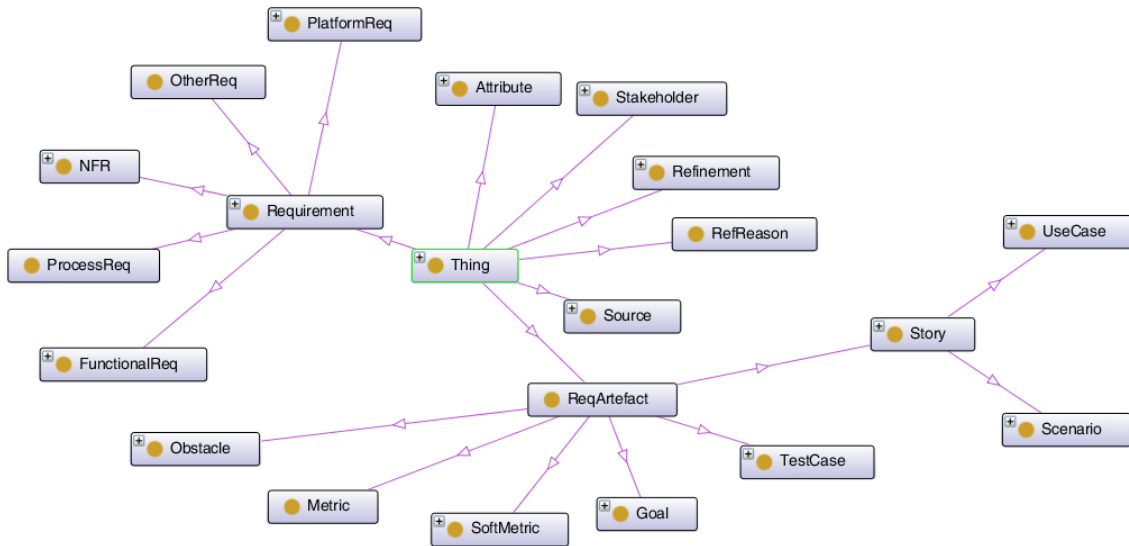 PlatformReq
OtherReq
Attribute
Stakeholder
NFR
Refinement
Requirement
RefReason
UseCase
ProcessReq
Thing
Source
Story
FunctionalReq
ReqArtefact
Scenario
Obstacle
TestCase
Metric
SoftMetric
Goal